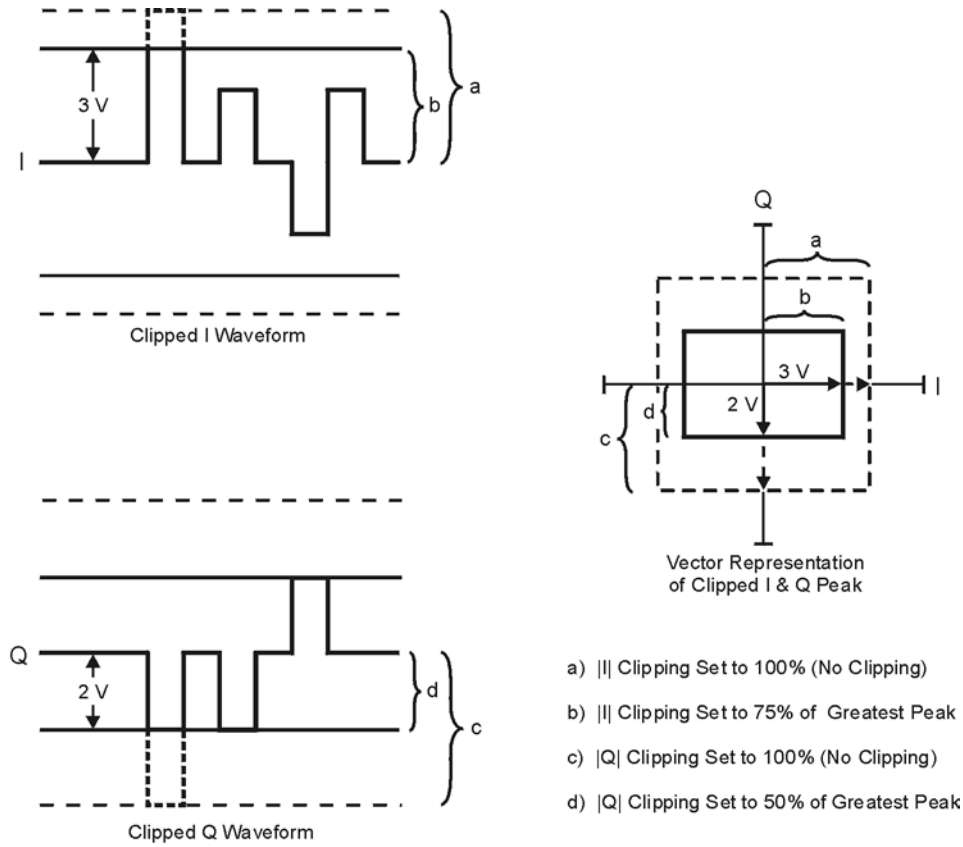 a
b
3 V
I
Clipped I Waveform
Q
a
b
3 V
I
2 V
d
c
Vector Representation
of Clipped I & Q Peak
Q
2 V
d
c
Clipped Q Waveform
a) |I| Clipping Set to 100% (No Clipping)
b) |I| Clipping Set to 75% of Greatest Peak
c) |Q| Clipping Set to 100% (No Clipping)
d) |Q| Clipping Set to 50% of Greatest Peak